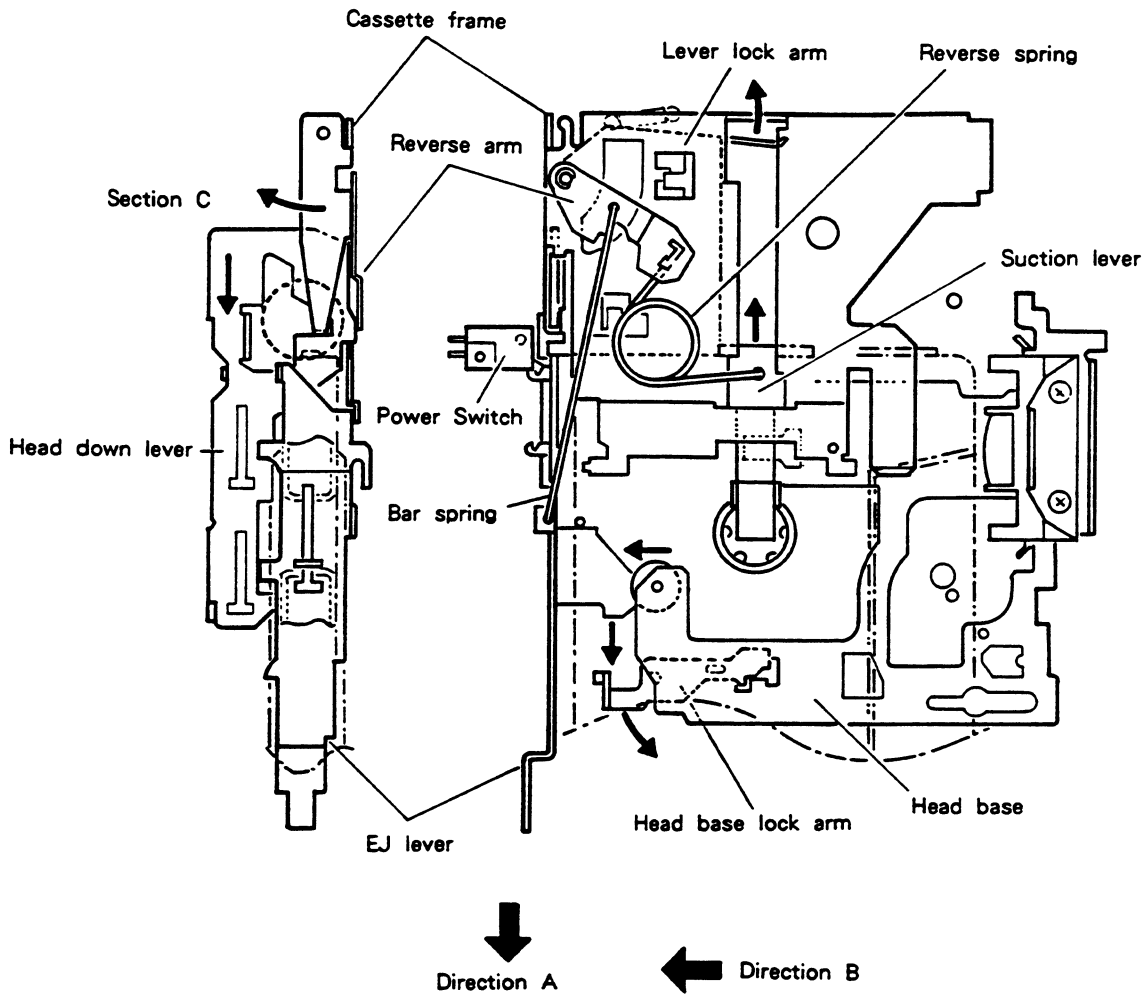 Cassette frame
Lever lock arm
Reverse spring
Reverse arm
Section C
Suction lever
Power Switch
Head down lever
Bar spring
Head base
Head base lock arm
EJ lever
Direction A
Direction B